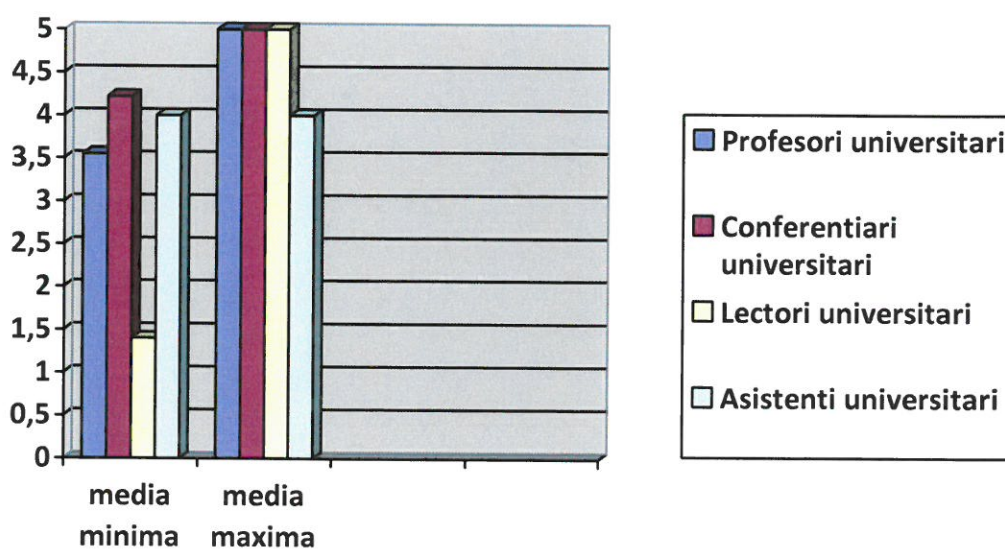 5
4,5
4
3,5
3
2,5
2
1,5
1
0,5
0
media
minima
media
maxima
Profesori universitari
Conferentiari
universitari
Lectori universitari
Asistenti universitari